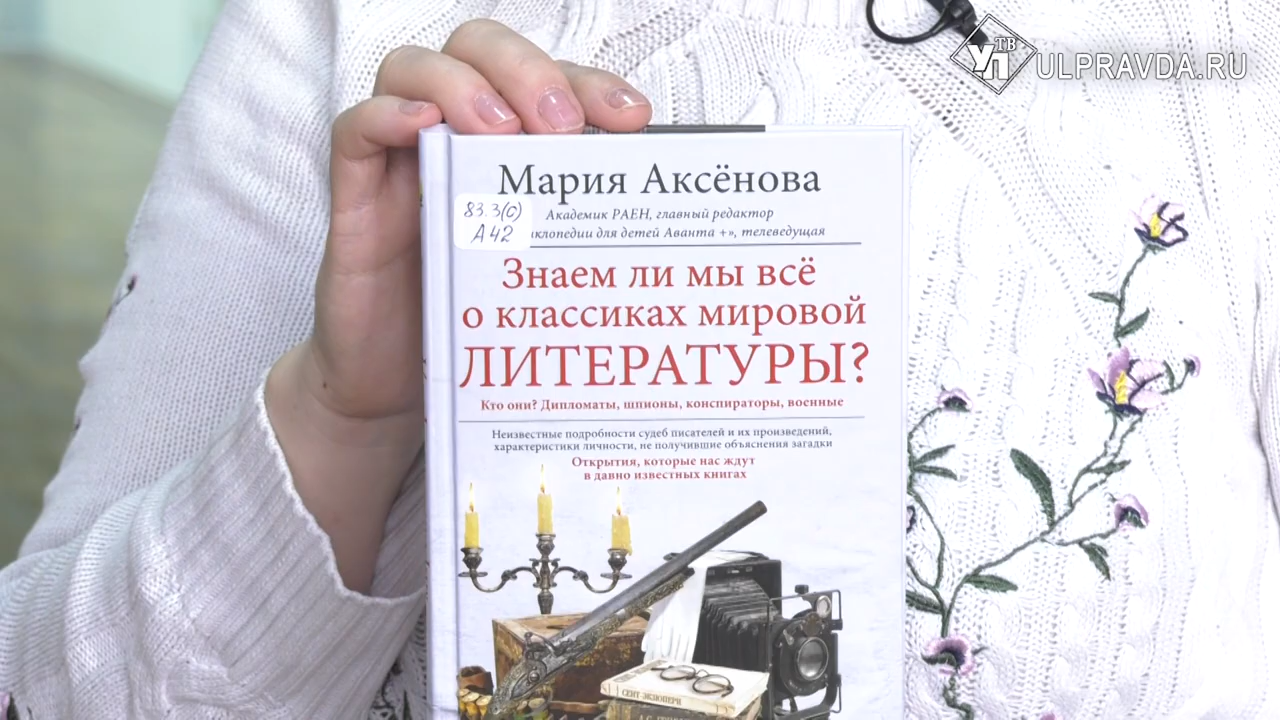 УП ТВ ULPRAVDA.RU
Мария Аксёнова
83.3(0)
А42
Академик РАЕН, главный редактор
для детей Аванта +», телеведущая
Знаем ли мы всё
о классиках мировой
ЛИТЕРАТУРЫ?
Кто они? Дипломаты, шпионы, конспираторы, военные
Неизвестные подробности судеб писателей и их произведений,
характеристики личности, не получившие объяснения загадки
Открытия, которые нас ждут
в давно известных книгах
СЕНТ-ЭКЗЮПЕРИ